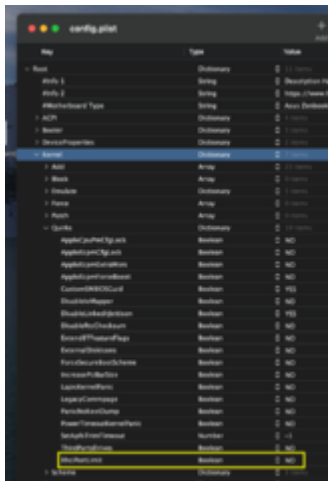 config.plist
Key Type Value
Root Dictionary
#Info 1 String Description
#Info 2 String https://www.
#Motherboard Type String Asus Zenbook
ACPI Dictionary
Booter Dictionary
DeviceProperties Dictionary
Kernel Dictionary
Add Array
Block Array
Emulate Dictionary
Force Array
Patch Array
Quirks Dictionary
AppleCpuPmCfgLock Boolean NO
AppleXcpmCfgLock Boolean NO
AppleXcpmExtraMsrs Boolean NO
AppleXcpmForceBoost Boolean NO
CustomSMBIOSGuid Boolean YES
DisableIoMapper Boolean NO
DisableLinkeditJettison Boolean YES
DisableRtcChecksum Boolean NO
ExtendBTFeatureFlags Boolean NO
ExternalDiskIcons Boolean NO
ForceSecureBootScheme Boolean NO
IncreasePciBarSize Boolean NO
LapicKernelPanic Boolean NO
LegacyCommpage Boolean NO
PanicNoKextDump Boolean NO
PowerTimeoutKernelPanic Boolean NO
SetApfsTrimTimeout Number -1
ThirdPartyDrives Boolean NO
XhciPortLimit Boolean NO
Scheme Dictionary